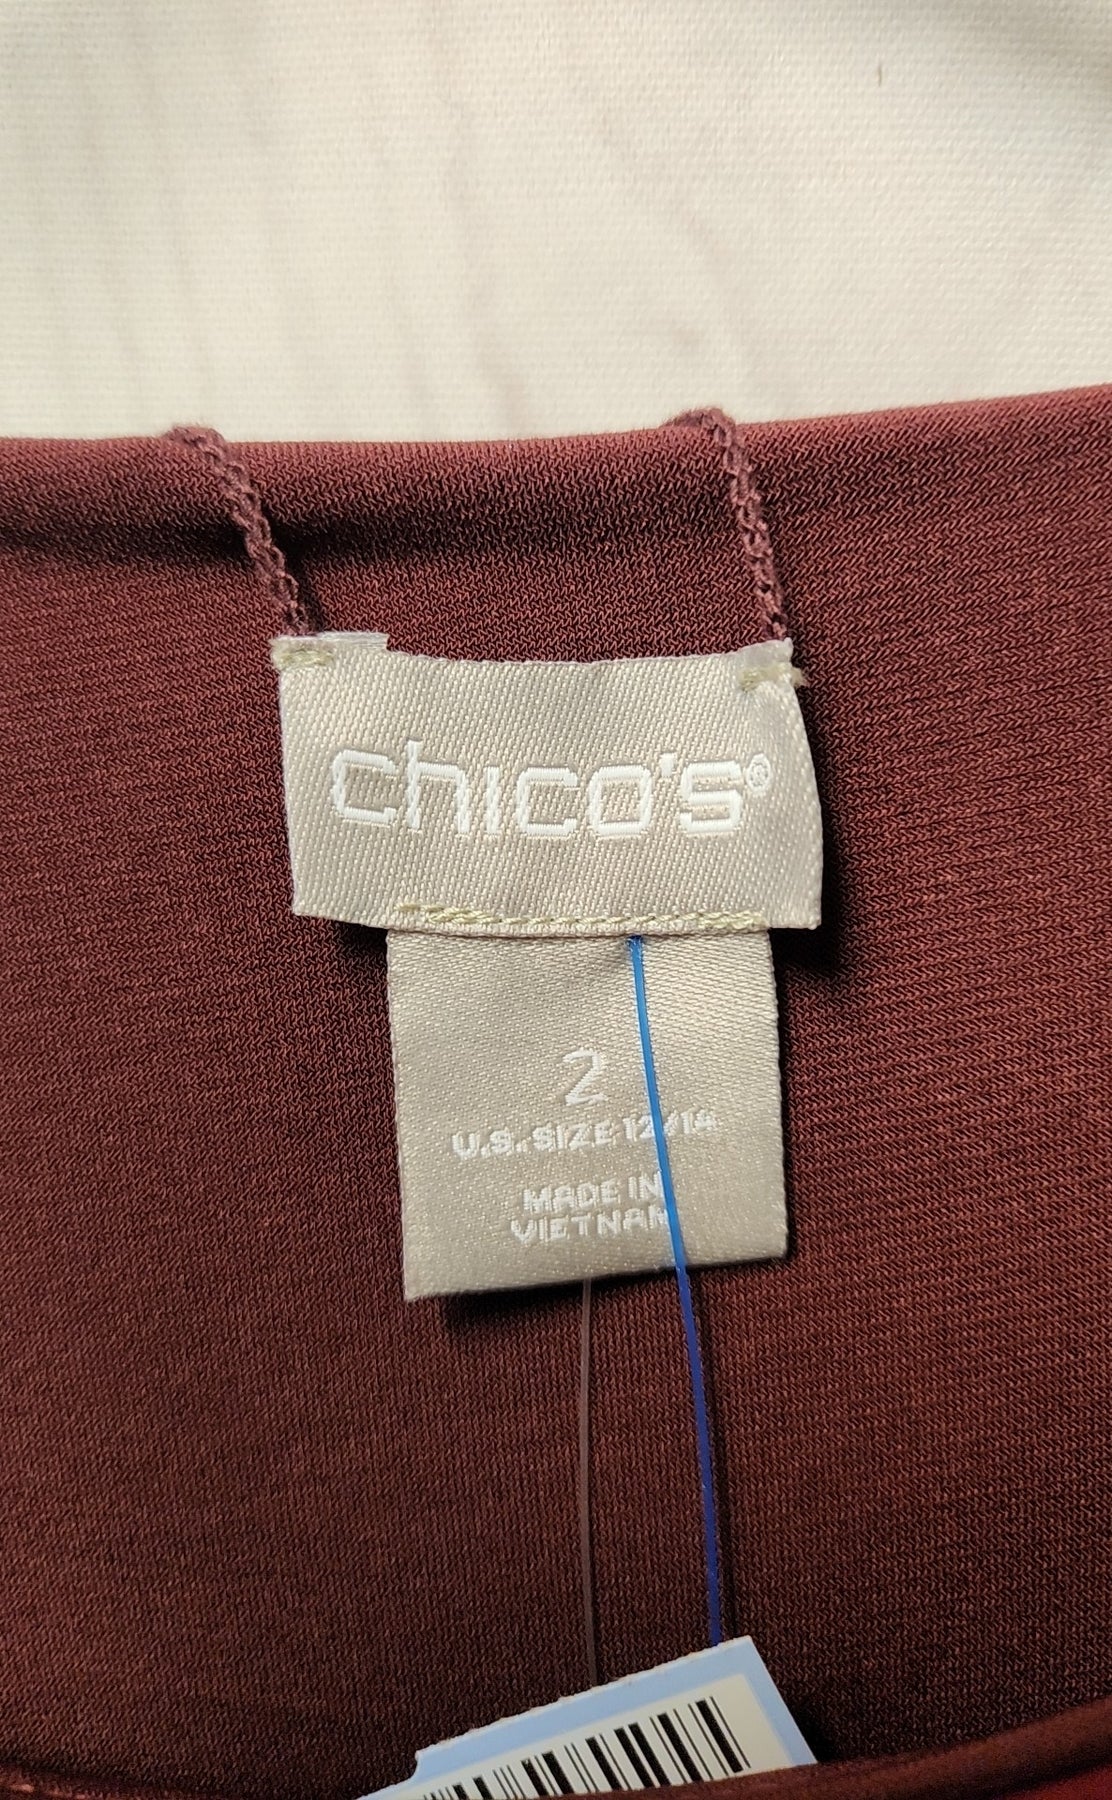 chico's®
2
U.S. SIZE 12/14
MADE IN
VIETNAM